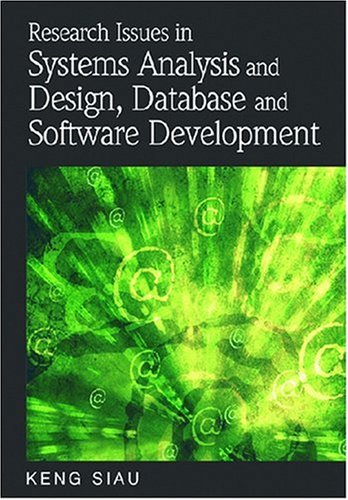 Research Issues in
Systems Analysis and
Design, Database and
Software Development
@
@
@
@
@
@
@
KENG SIAU